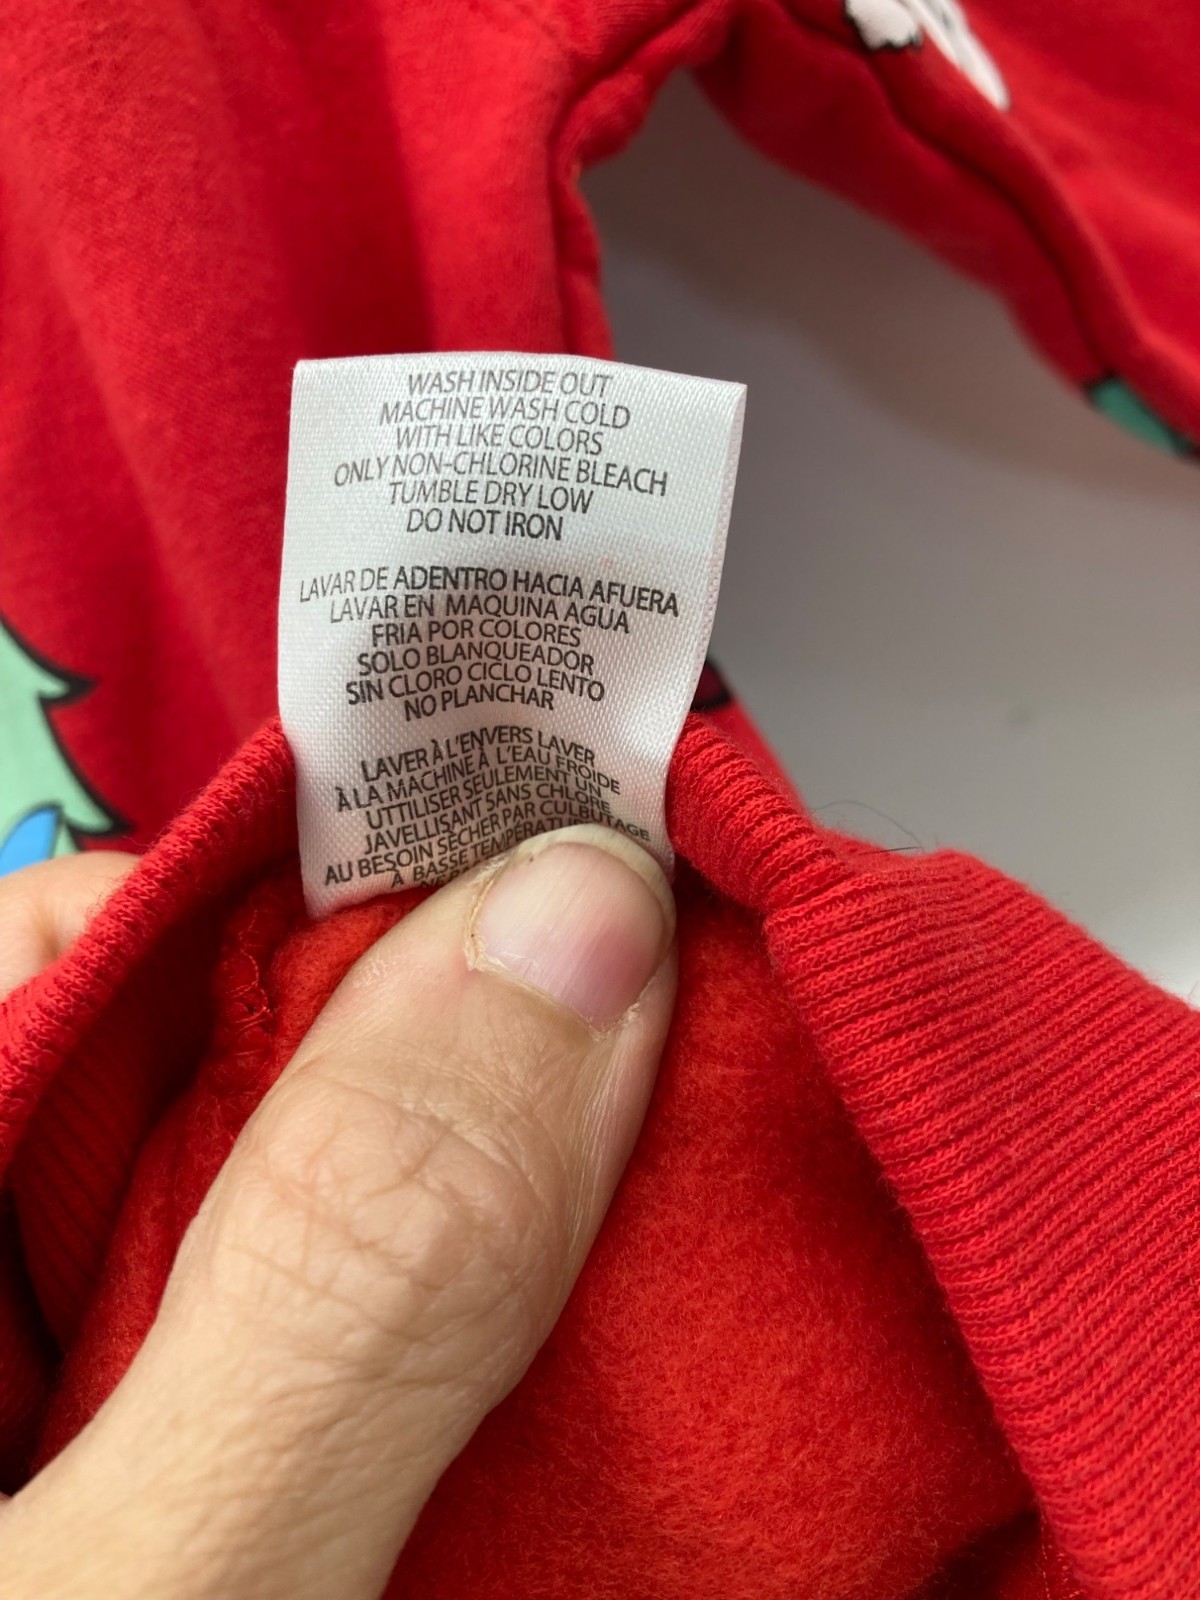 WASH INSIDE OUT
MACHINE WASH COLD
WITH LIKE COLORS
ONLY NON-CHLORINE BLEACH
TUMBLE DRY LOW
DO NOT IRON
LAVAR DE ADENTRO HACIA AFUERA
LAVAR EN MAQUINA AGUA
FRIA POR COLORES
SOLO BLANQUEADOR
SIN CLORO CICLO LENTO
NO PLANCHAR
LAVER À L'ENVERS LAVER
À LA MACHINE À L'EAU FROIDE
UTTILISER SEULEMENT UN
JAVELLISANT SANS CHLORE
AU BESOIN SÈCHER PAR CULBUTAGE
À BASSE